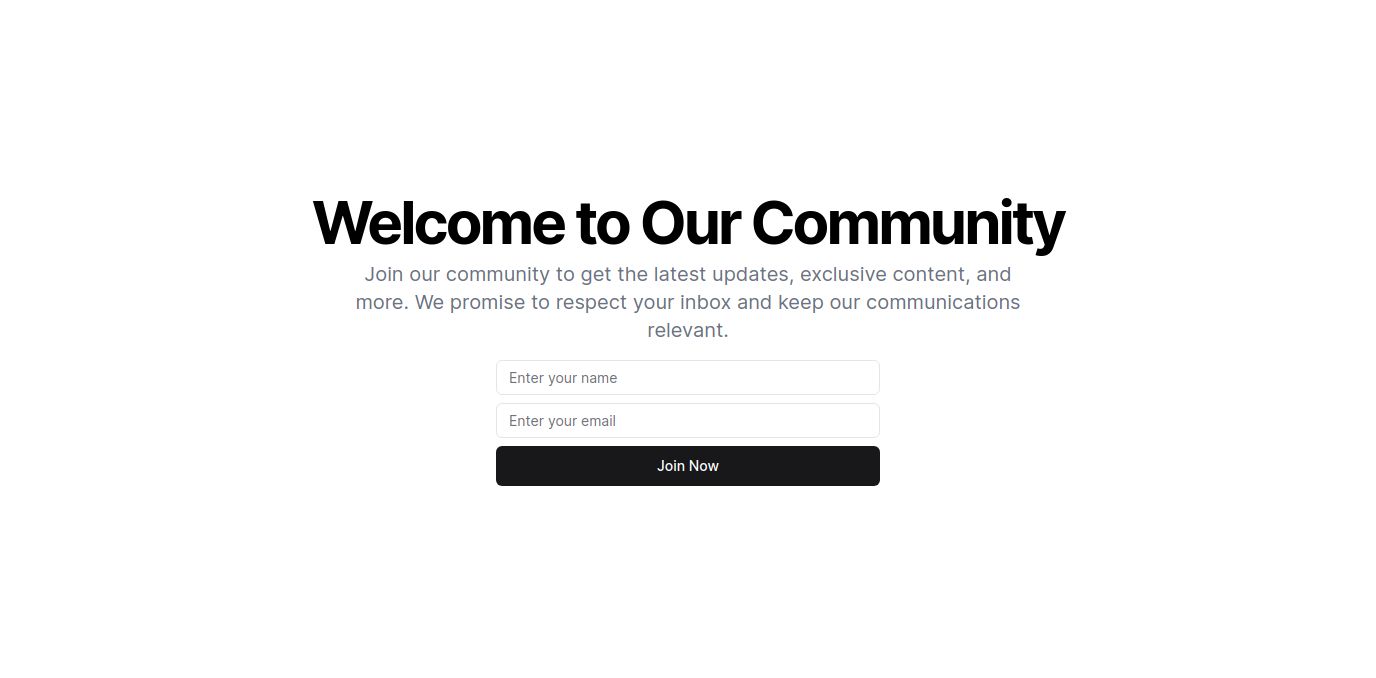 Welcome to Our Community
Join our community to get the latest updates, exclusive content, and
more. We promise to respect your inbox and keep our communications
relevant.
Enter your name
Enter your email
Join Now